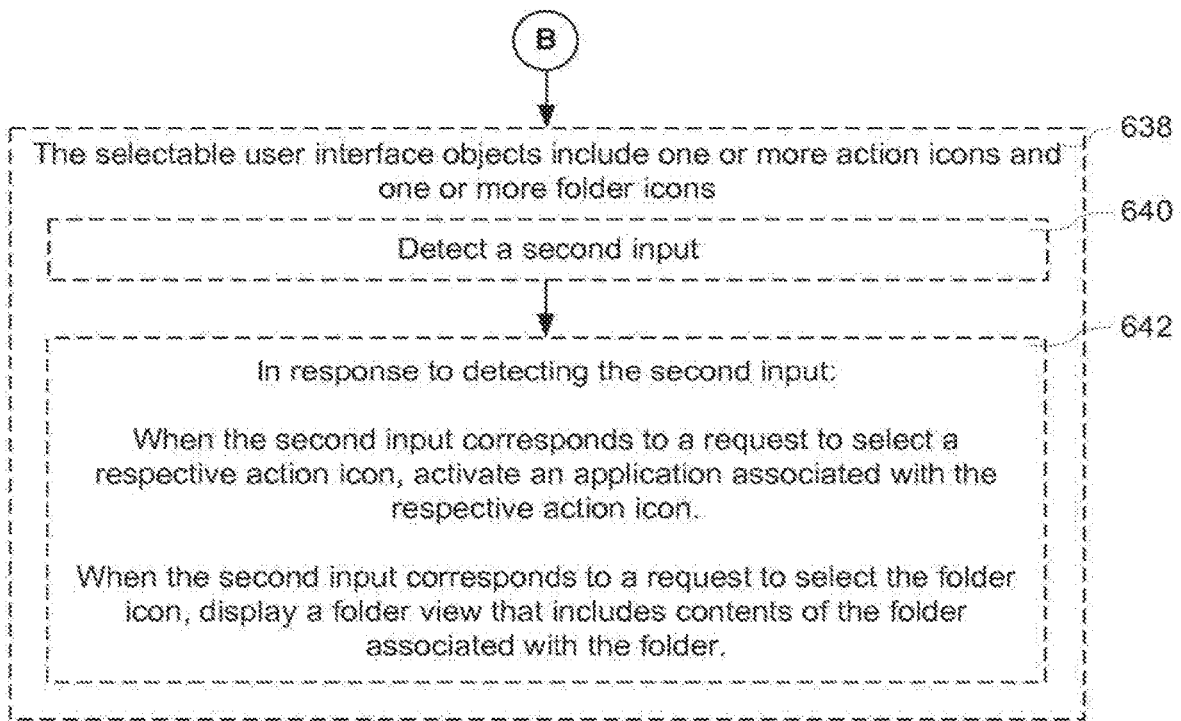 B
638
The selectable user interface objects include one or more action icons and
one or more folder icons
640
Detect a second input
642
In response to detecting the second input:
When the second input corresponds to a request to select a
respective action icon, activate an application associated with the
respective action icon.
When the second input corresponds to a request to select the folder
icon, display a folder view that includes contents of the folder
associated with the folder.